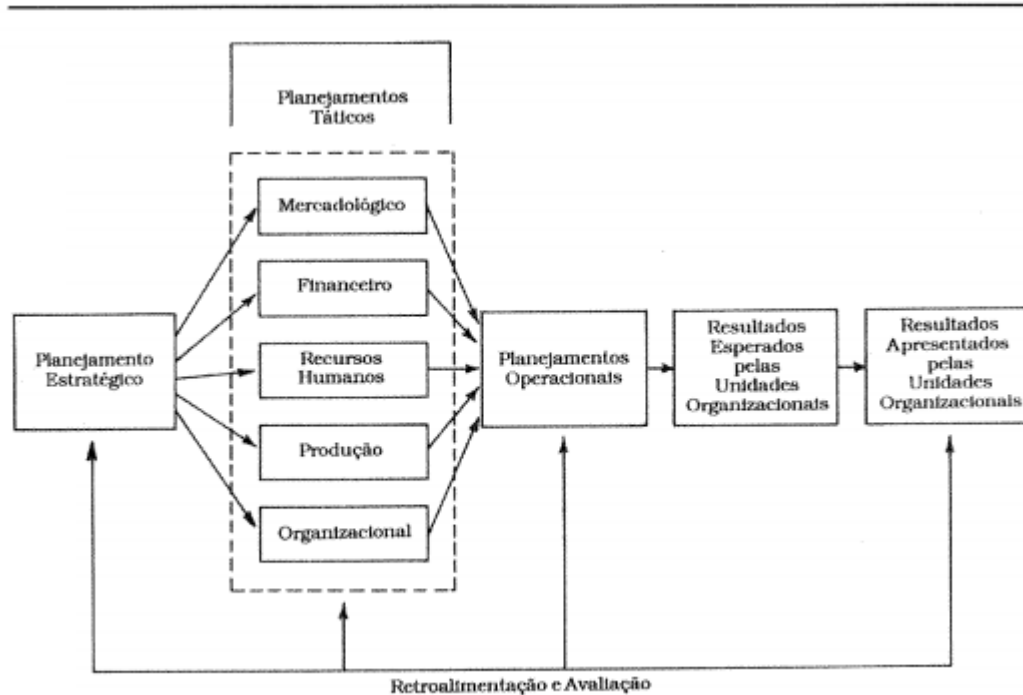 Planejamentos
Táticos
Mercadológico
Financeiro
Recursos
Humanos
Produção
Organizacional
Planejamento
Estratégico
Planejamentos
Operacionais
Resultados
Esperados
pelas
Unidades
Organizacionais
Resultados
Apresentados
pelas
Unidades
Organizacionais
Retroalimentação e Avaliação